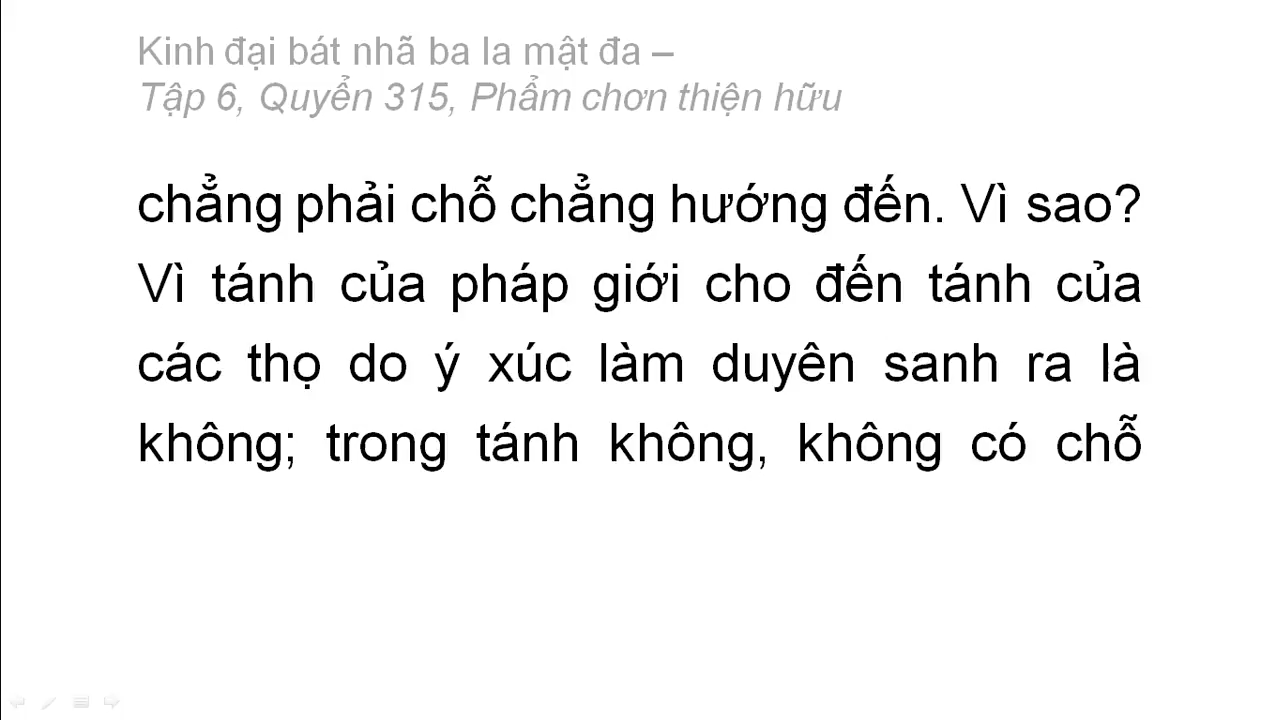 Kinh đại bát nhã ba la mật đa –
Tập 6, Quyển 315, Phẩm chơn thiện hữu
chẳng phải chỗ chẳng hướng đến. Vì sao?
Vì tánh của pháp giới cho đến tánh của
các thọ do ý xúc làm duyên sanh ra là
không; trong tánh không, không có chỗ